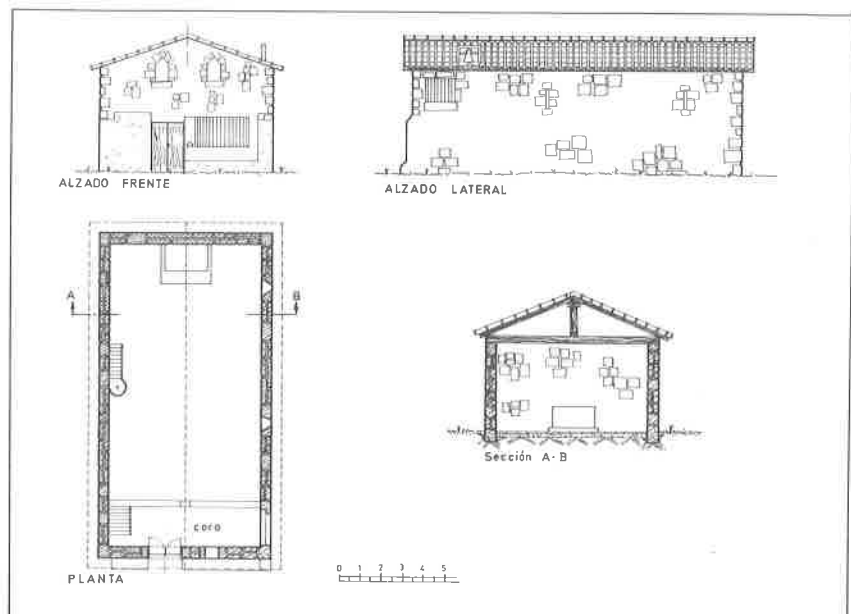 ALZADO FRENTE
ALZADO LATERAL
A
B
coro
PLANTA
Sección A-B
0 1 2 3 4 5